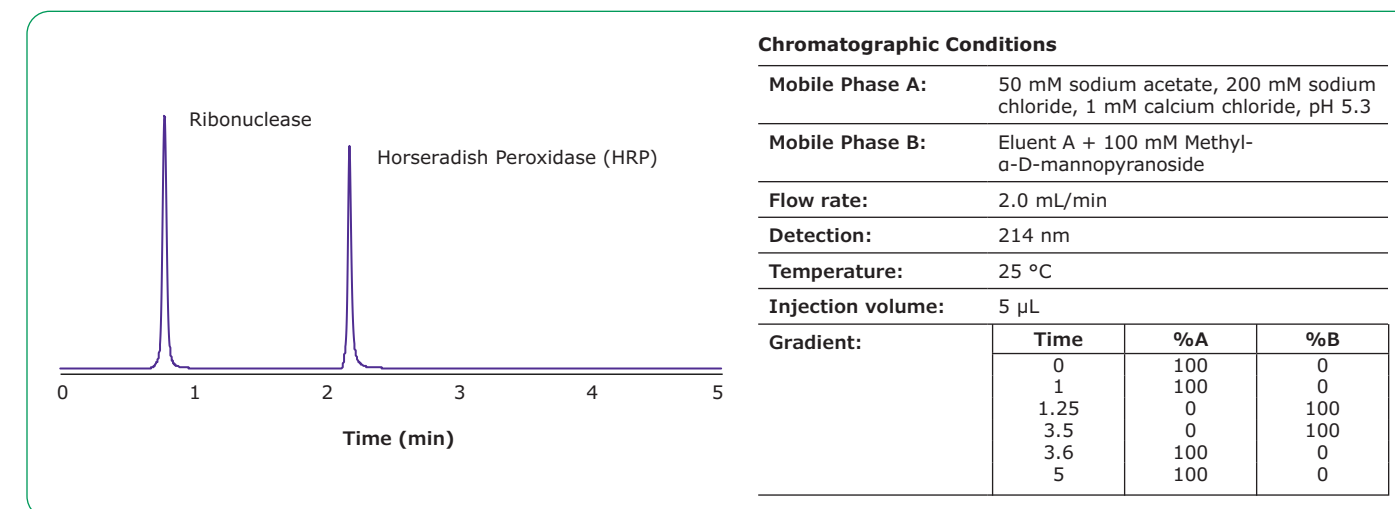 Ribonuclease
Horseradish Peroxidase (HRP)
0 1 2 3 4 5
Time (min)
Chromatographic Conditions
Mobile Phase A: 50 mM sodium acetate, 200 mM sodium
chloride, 1 mM calcium chloride, pH 5.3
Mobile Phase B: Eluent A + 100 mM Methyl-
α-D-mannopyranoside
Flow rate: 2.0 mL/min
Detection: 214 nm
Temperature: 25 °C
Injection volume: 5 μL
Gradient: Time %A %B
0 100 0
1 100 0
1.25 0 100
3.5 0 100
3.6 100 0
5 100 0